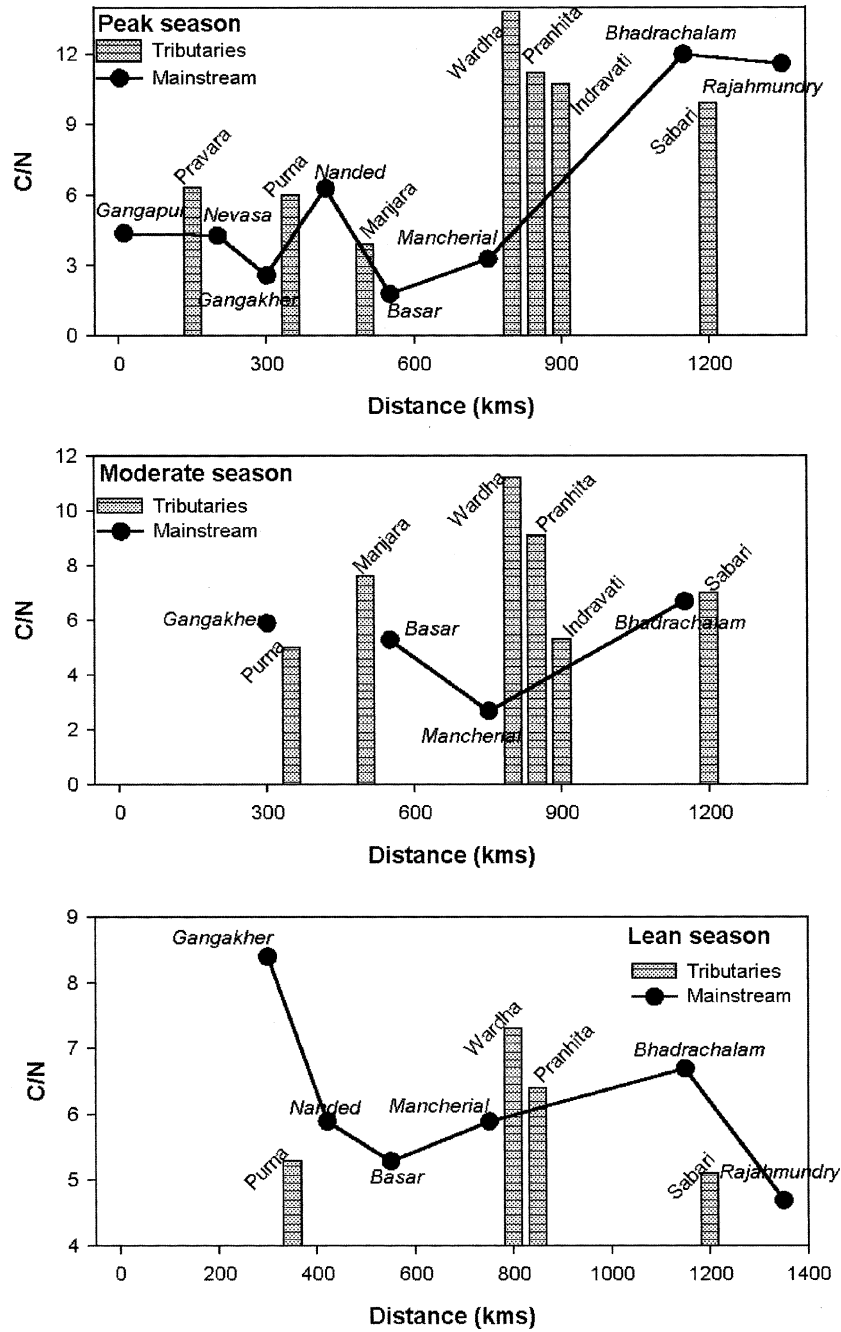 Peak season
Tributaries
Mainstream
C/N
12
9
6
3
0
Gangapur
Pravara
Nevasa
Gangakher
Purna
Nanded
Manjara
Basar
Mancherial
Wardha
Pranhita
Indravati
Bhadrachalam
Sabari
Rajahmundry
0 300 600 900 1200
Distance (kms)
Moderate season
Tributaries
Mainstream
C/N
12
10
8
6
4
2
0
Gangakher
Purna
Manjara
Basar
Mancherial
Wardha
Pranhita
Indravati
Bhadrachalam
Sabari
0 300 600 900 1200
Distance (kms)
Lean season
Tributaries
Mainstream
C/N
9
8
7
6
5
4
Gangakher
Purna
Nanded
Basar
Mancherial
Wardha
Pranhita
Bhadrachalam
Sabari
Rajahmundry
0 200 400 600 800 1000 1200 1400
Distance (kms)